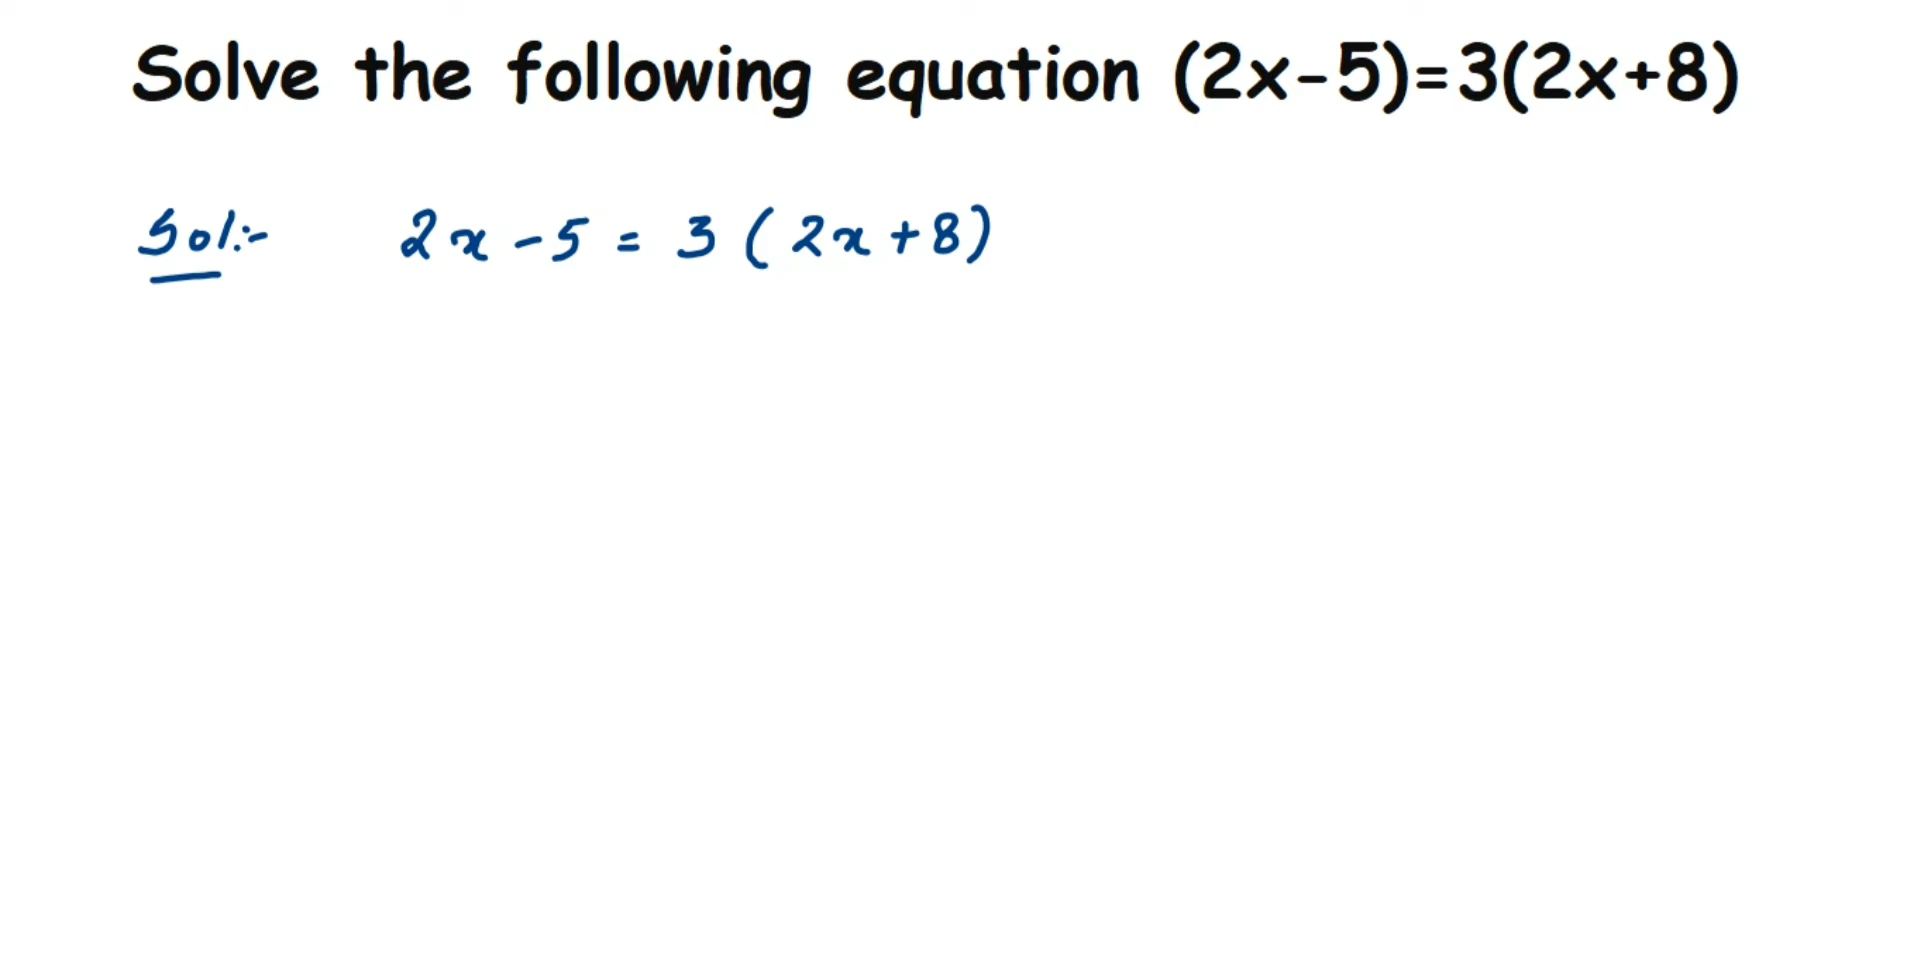 Solve the following equation (2x-5)=3(2x+8)
Sol:- 2x - 5 = 3 ( 2x + 8 )